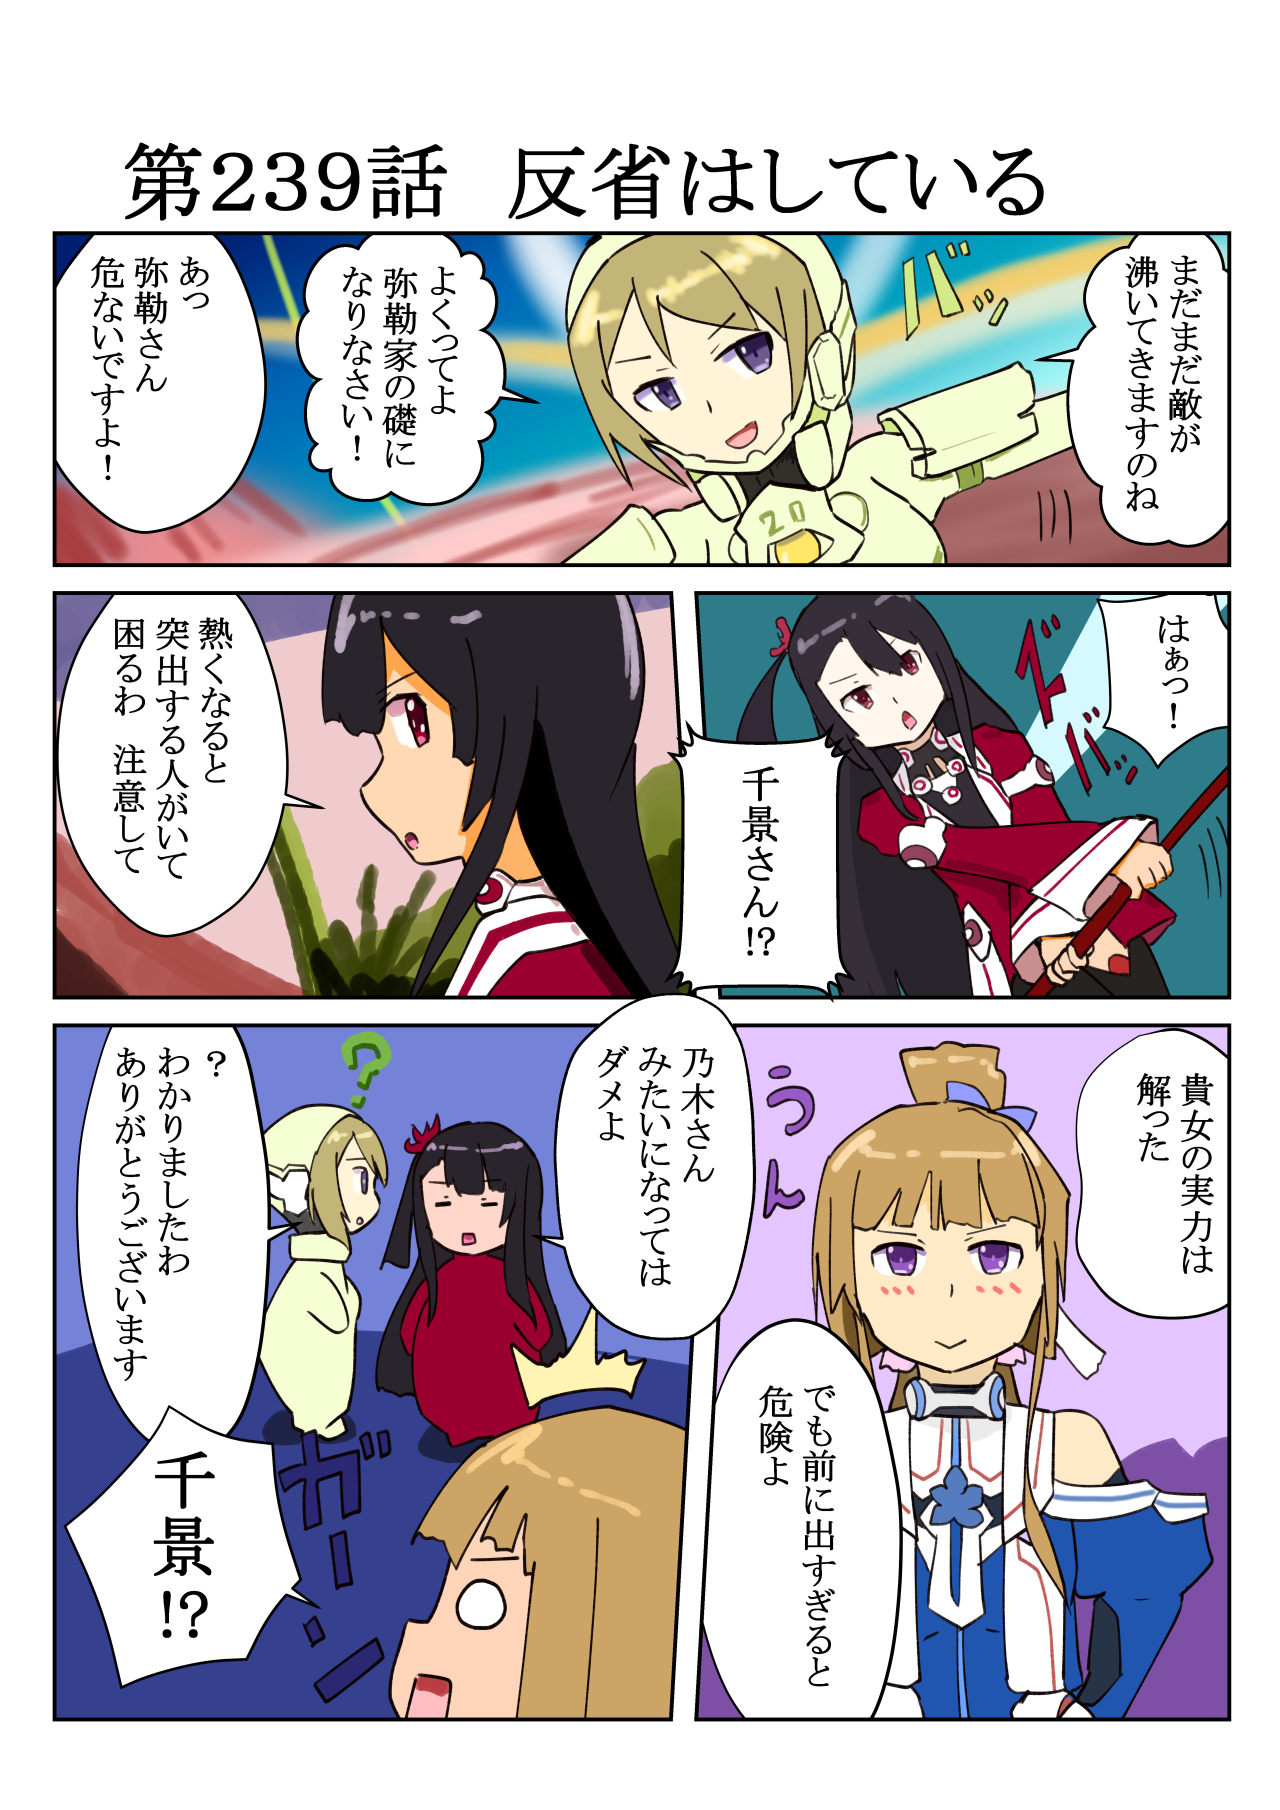 第239話　反省はしている
まだまだ敵が
沸いてきますのね
バッ
よくってよ
弥勒家の礎に
なりなさい！
20
あっ
弥勒さん
危ないですよ！
はぁっ！
ドババッ
千景さん!?
熱くなると
突出する人がいて
困るわ　注意して
貴女の実力は
解った
うん
でも前に出すぎると
危険よ
乃木さん
みたいになっては
ダメよ
?
？
わかりましたわ
ありがとうございます
ガーン
千景!?